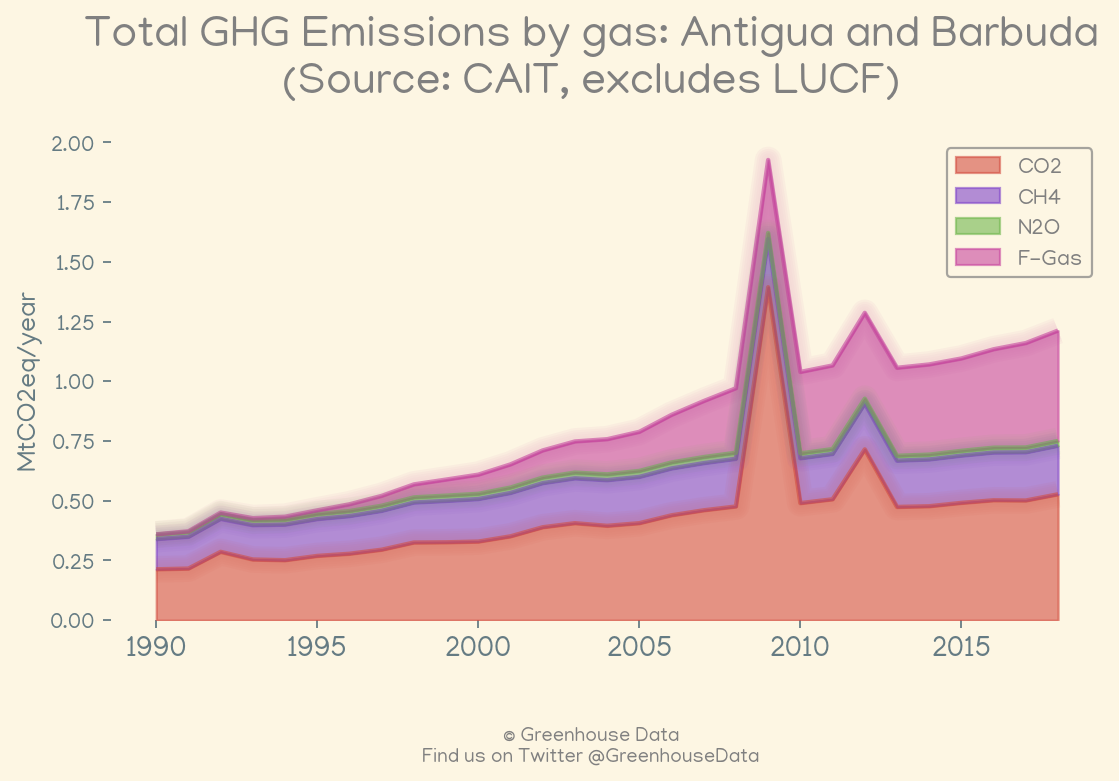 Total GHG Emissions by gas: Antigua and Barbuda
(Source: CAIT, excludes LUCF)
2.00
1.75
1.50
1.25
1.00
0.75
0.50
0.25
0.00
MtCO2eq/year
CO2
CH4
N2O
F-Gas
1990 1995 2000 2005 2010 2015
© Greenhouse Data
Find us on Twitter @GreenhouseData